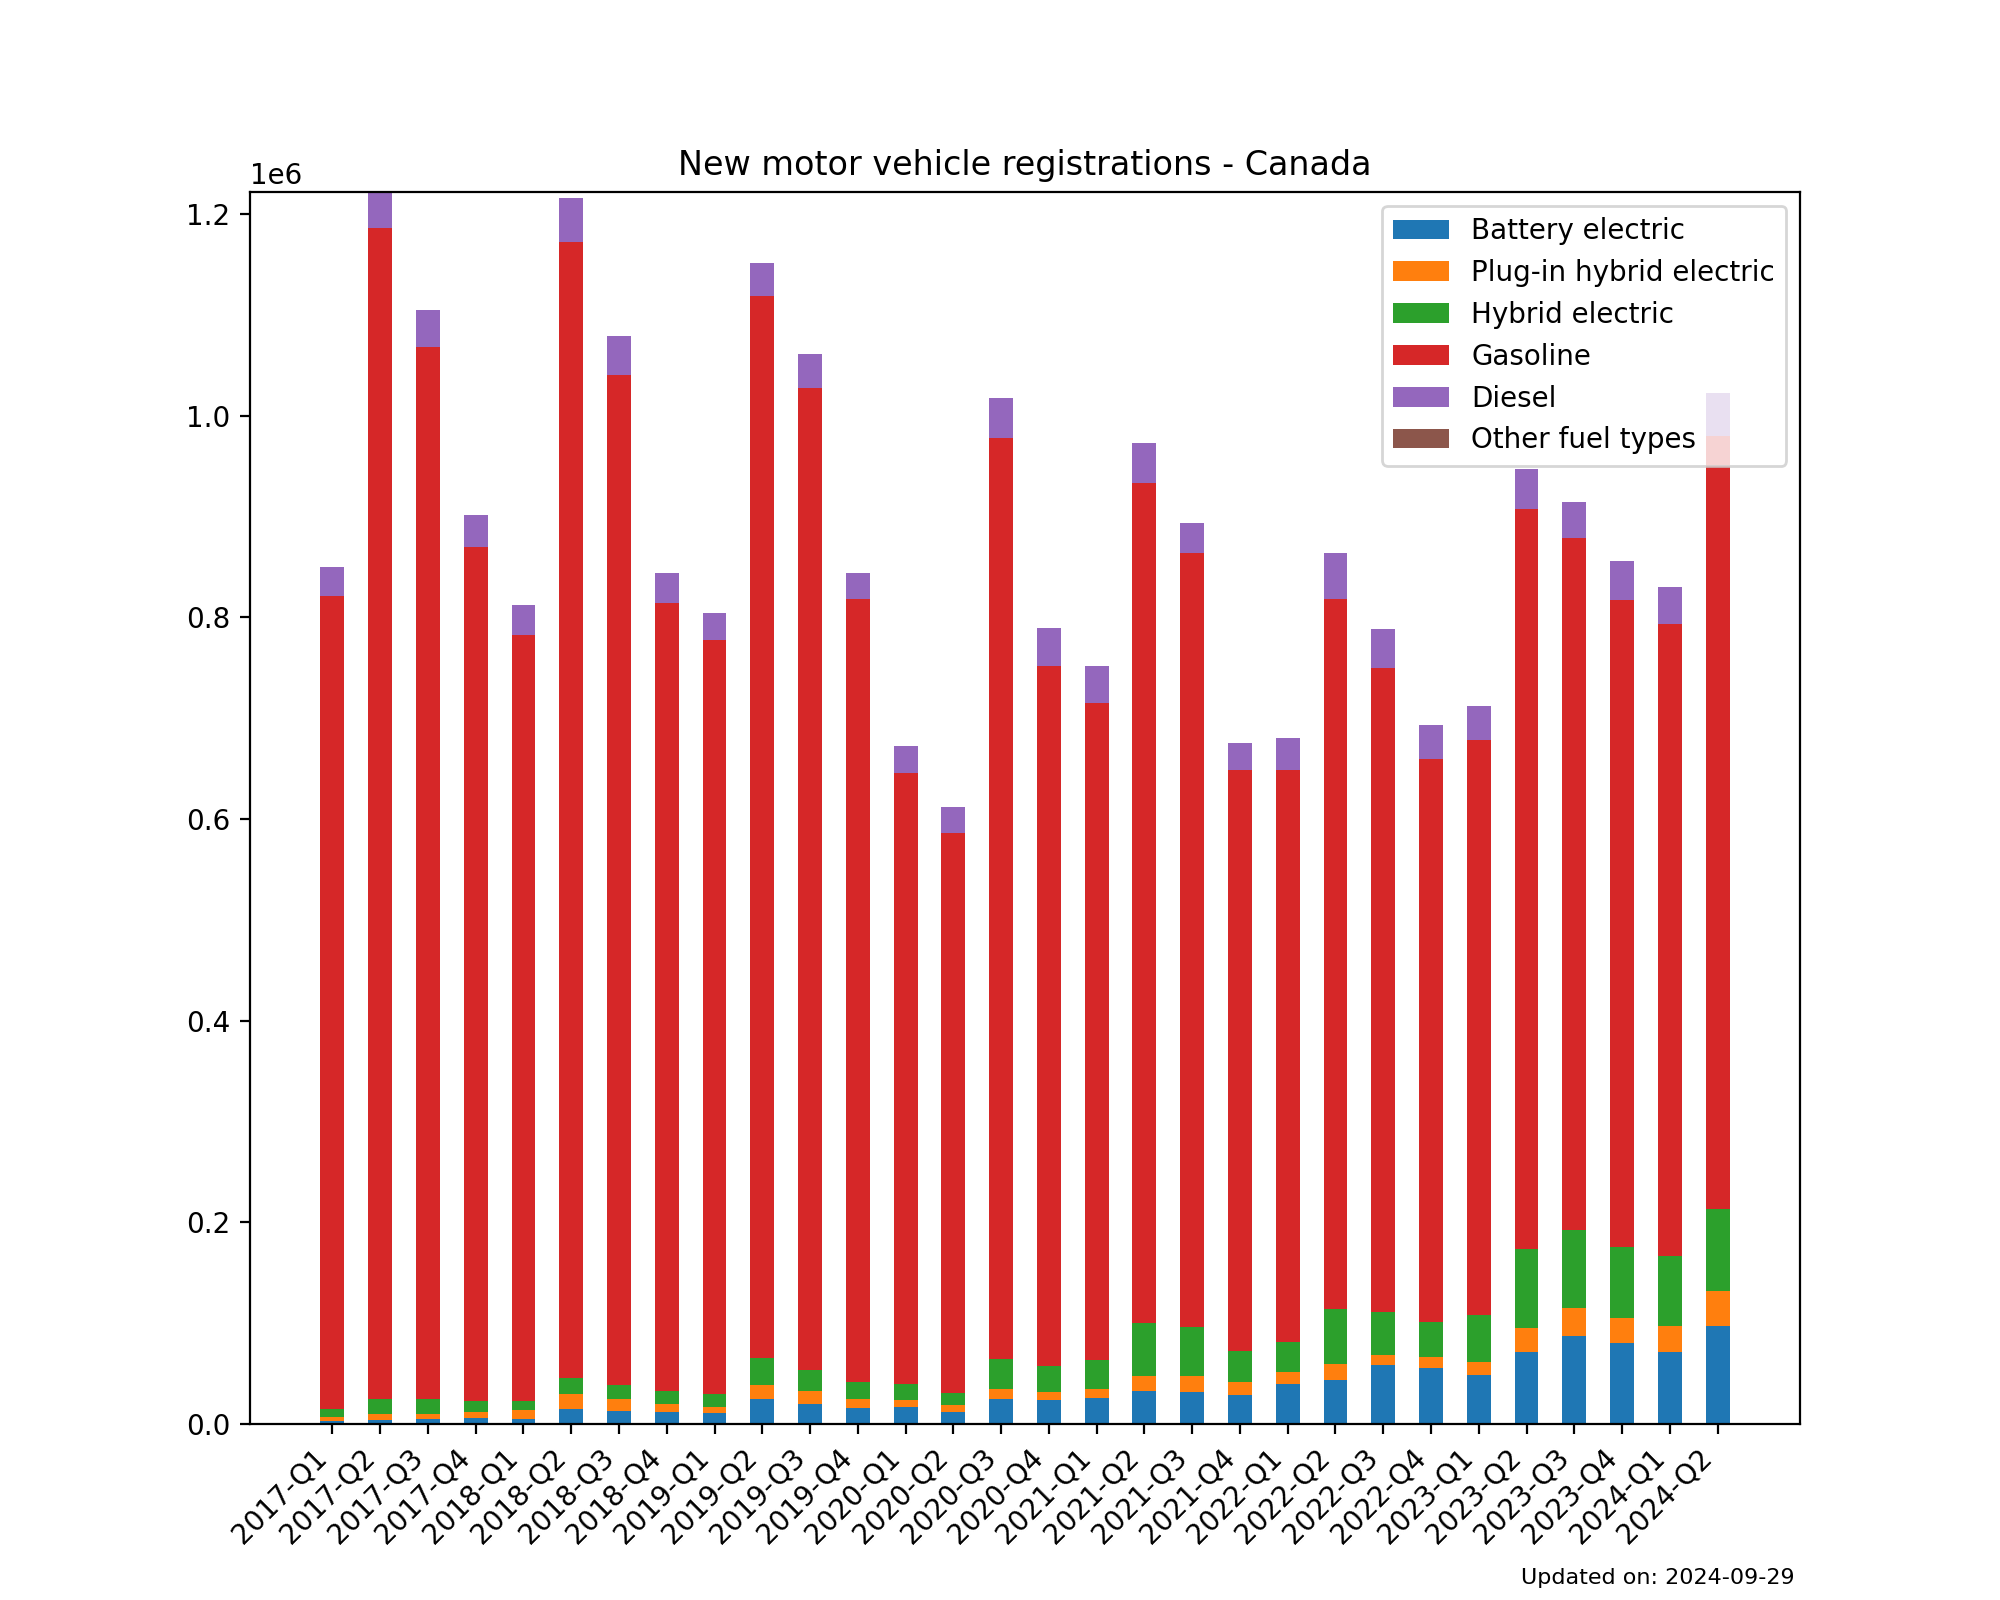 New motor vehicle registrations - Canada
1e6
1.2
1.0
0.8
0.6
0.4
0.2
0.0
Battery electric
Plug-in hybrid electric
Hybrid electric
Gasoline
Diesel
Other fuel types
2017-Q1
2017-Q2
2017-Q3
2017-Q4
2018-Q1
2018-Q2
2018-Q3
2018-Q4
2019-Q1
2019-Q2
2019-Q3
2019-Q4
2020-Q1
2020-Q2
2020-Q3
2020-Q4
2021-Q1
2021-Q2
2021-Q3
2021-Q4
2022-Q1
2022-Q2
2022-Q3
2022-Q4
2023-Q1
2023-Q2
2023-Q3
2023-Q4
2024-Q1
2024-Q2
Updated on: 2024-09-29